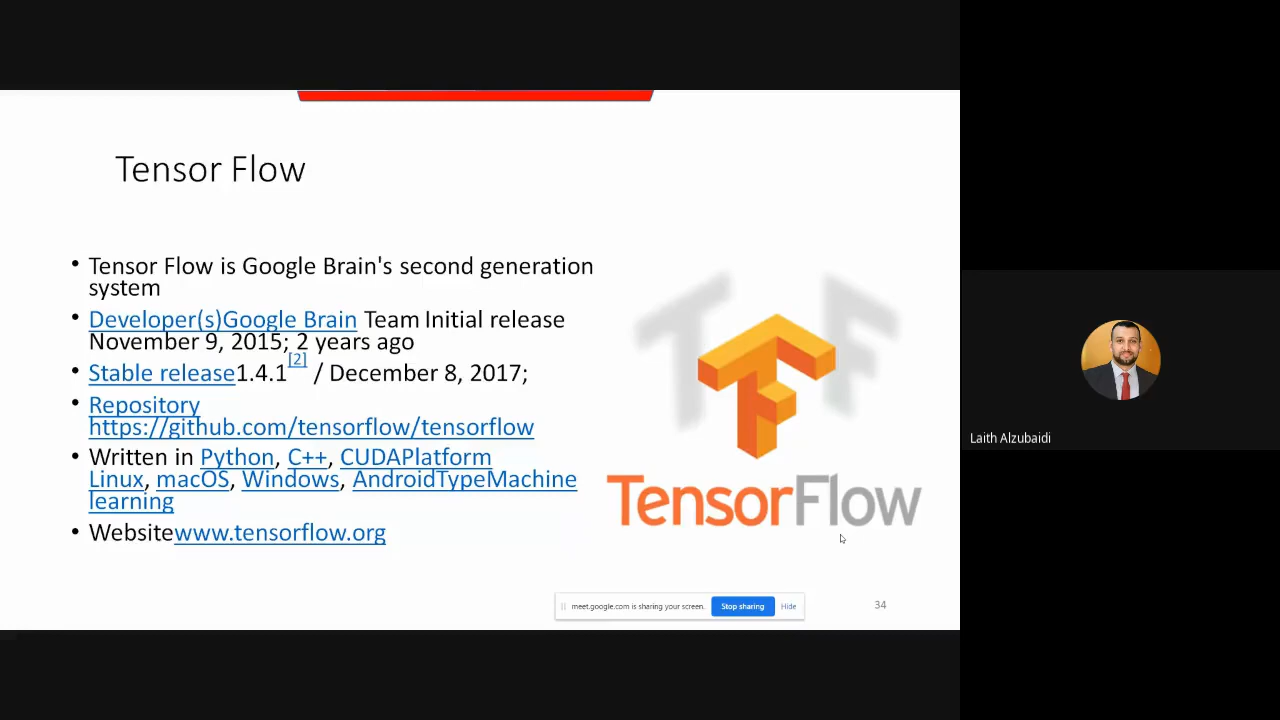 Tensor Flow
• Tensor Flow is Google Brain's second generation
system
• Developer(s)Google Brain Team Initial release
November 9, 2015; 2 years ago
• Stable release1.4.1[2] / December 8, 2017;
• Repository
https://github.com/tensorflow/tensorflow
• Written in Python, C++, CUDAPlatform
Linux, macOS, Windows, AndroidTypeMachine
learning
• Websitewww.tensorflow.org
TensorFlow
meet.google.com is sharing your screen. Stop sharing Hide
34
Laith Alzubaidi